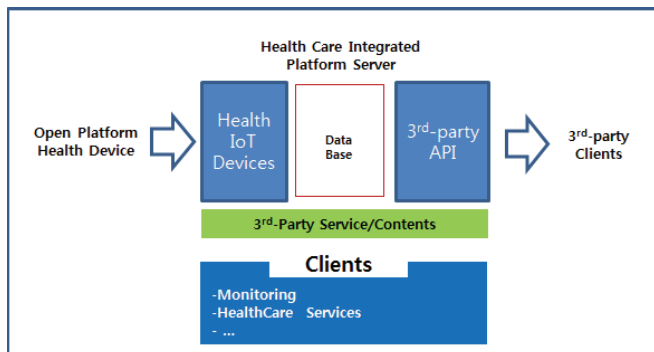 Health Care Integrated
Platform Server
Open Platform
Health Device
Health
IoT
Devices
Data
Base
3rd-party
API
3rd-party
Clients
3rd-Party Service/Contents
Clients
-Monitoring
-HealthCare Services
- ...